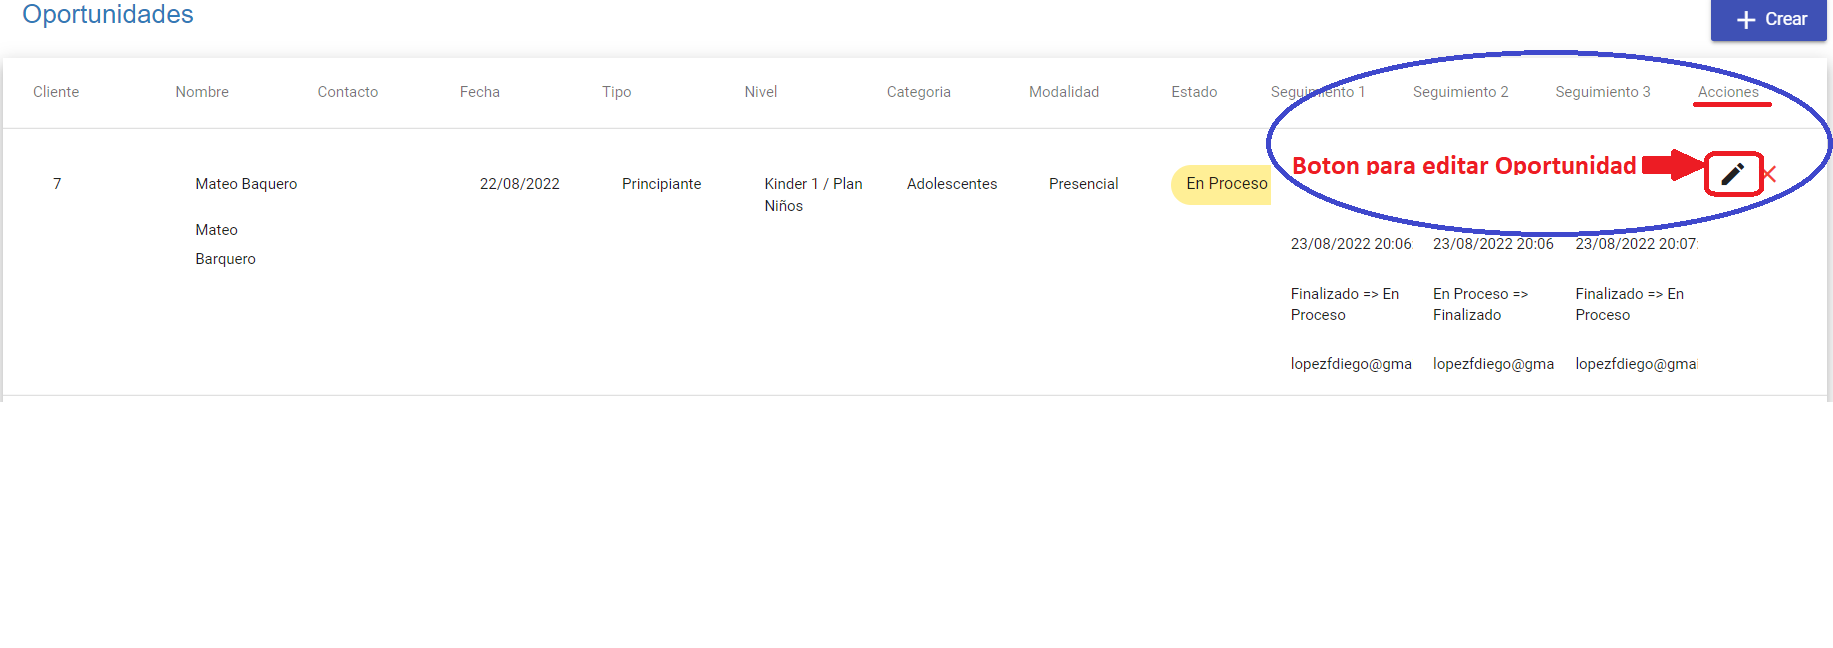 Oportunidades
Crear
Cliente Nombre Contacto Fecha Tipo Nivel Categoria Modalidad Estado Seguimiento 1 Seguimiento 2 Seguimiento 3 Acciones
Boton para editar Oportunidad
7 Mateo Baquero 22/08/2022 Principiante Kinder 1 / Plan Adolescentes Presencial En Proceso
Niños
Mateo
Barquero
23/08/2022 20:06 23/08/2022 20:06 23/08/2022 20:07:
Finalizado => En En Proceso => Finalizado => En
Proceso Finalizado Proceso
lopezfdiego@gma lopezfdiego@gma lopezfdiego@gma